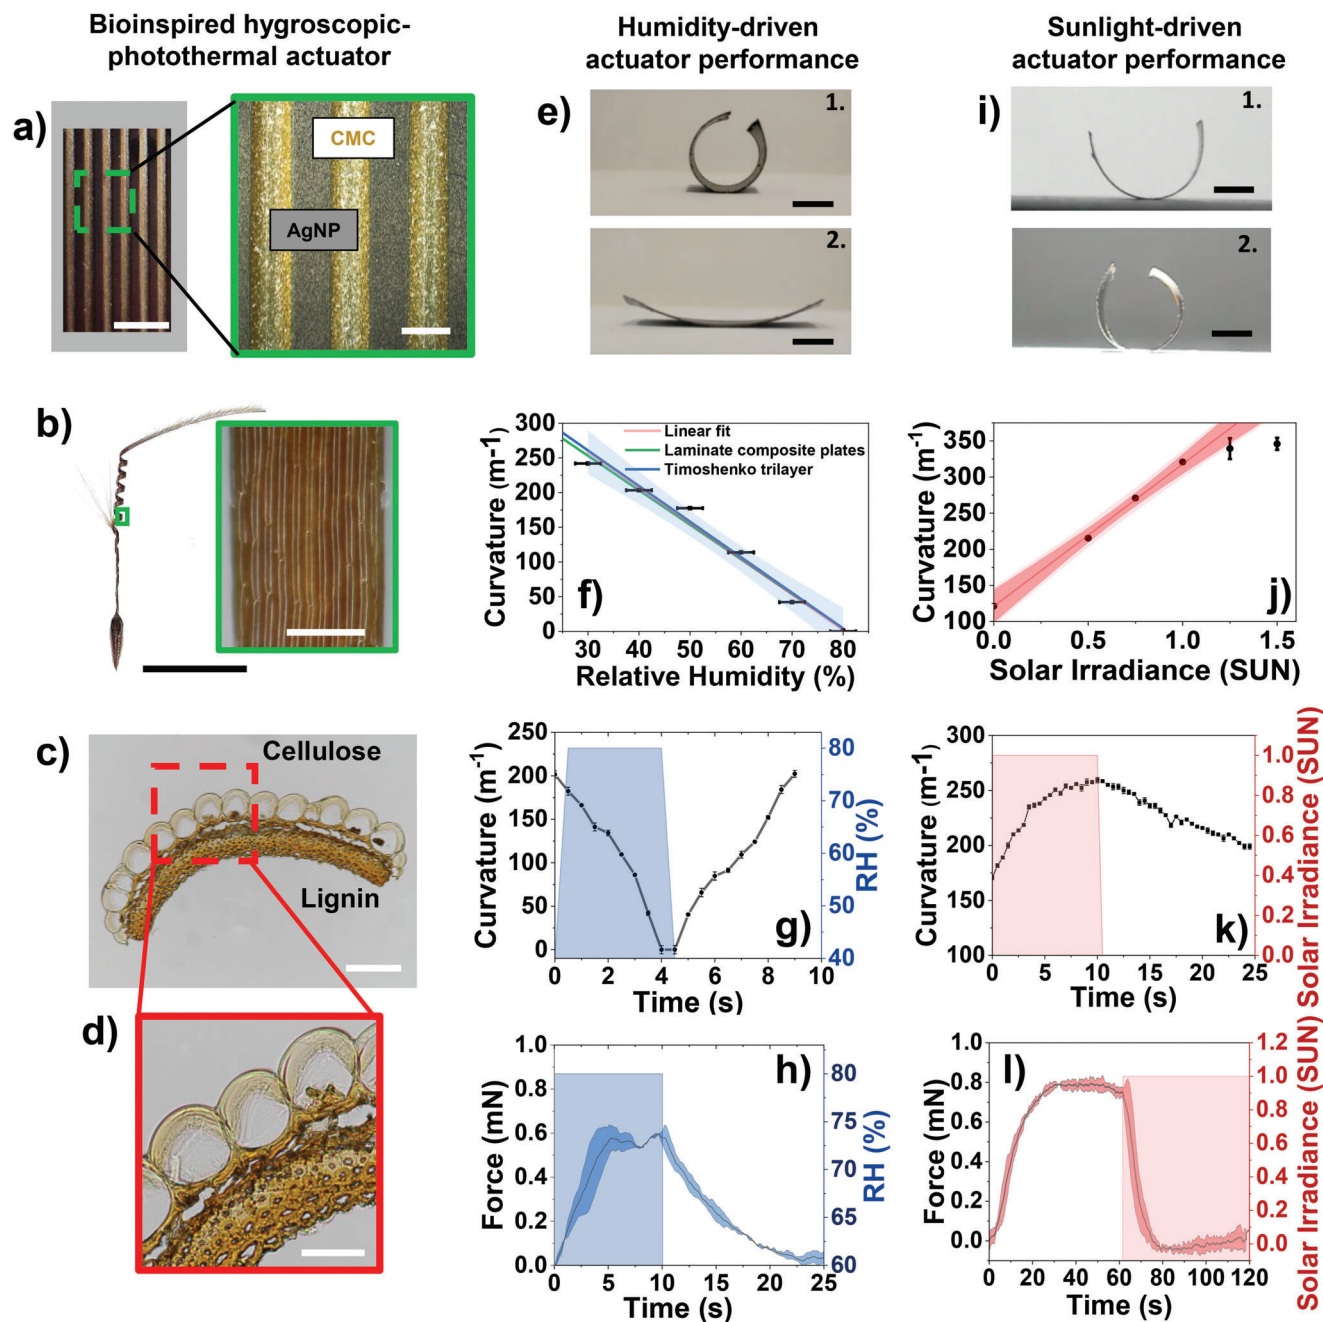 Bioinspired hygroscopic-
photothermal actuator
Humidity-driven
actuator performance
Sunlight-driven
actuator performance
a)
CMC
AgNP
e)
1.
2.
i)
1.
2.
b)
300
250
200
150
100
50
0
Curvature (m-1)
Linear fit
Laminate composite plates
Timoshenko trilayer
f)
30 40 50 60 70 80
Relative Humidity (%)
350
300
250
200
150
100
Curvature (m-1)
j)
0.0 0.5 1.0 1.5
Solar Irradiance (SUN)
c)
Cellulose
Lignin
d)
250
200
150
100
50
0
Curvature (m-1)
80
70
60
50
40
RH (%)
g)
0 2 4 6 8 10
Time (s)
300
250
200
150
100
Curvature (m-1)
1.0
0.8
0.6
0.4
0.2
0.0
Solar Irradiance (SUN)
k)
0 5 10 15 20 25
Time (s)
1.0
0.8
0.6
0.4
0.2
0.0
Force (mN)
80
75
70
65
60
RH (%)
h)
0 5 10 15 20 25
Time (s)
1.0
0.8
0.6
0.4
0.2
0.0
Force (mN)
1.2
1.0
0.8
0.6
0.4
0.2
0.0
Solar Irradiance (SUN)
l)
0 20 40 60 80 100 120
Time (s)